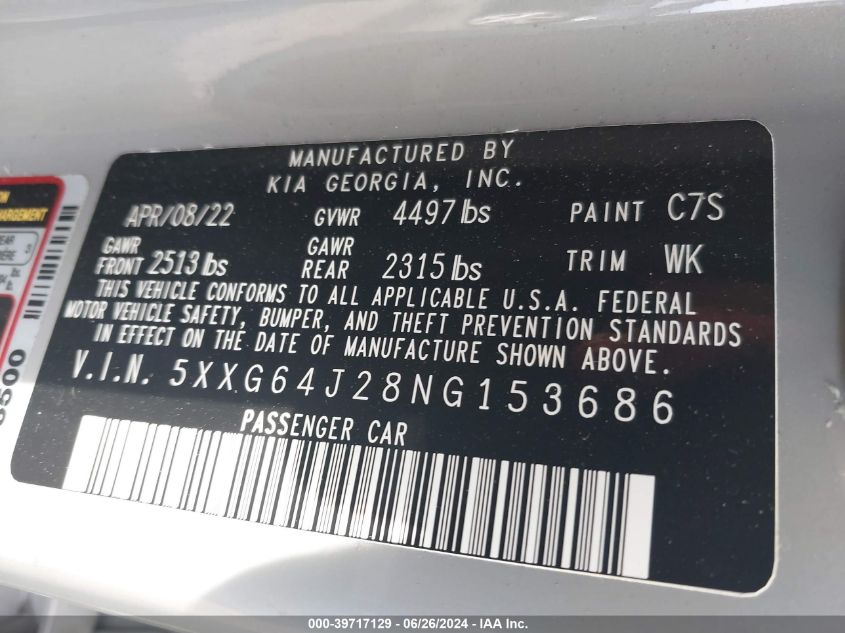 MANUFACTURED BY
KIA GEORGIA, INC.
APR/08/22 GVWR 4497 lbs PAINT C7S
GAWR FRONT 2513 lbs GAWR REAR 2315 lbs TRIM WK
THIS VEHICLE CONFORMS TO ALL APPLICABLE U.S.A. FEDERAL
MOTOR VEHICLE SAFETY, BUMPER, AND THEFT PREVENTION STANDARDS
IN EFFECT ON THE DATE OF MANUFACTURE SHOWN ABOVE.
V.I.N. 5XXG64J28NG153686
PASSENGER CAR
000-39717129 - 06/26/2024 - IAA Inc.